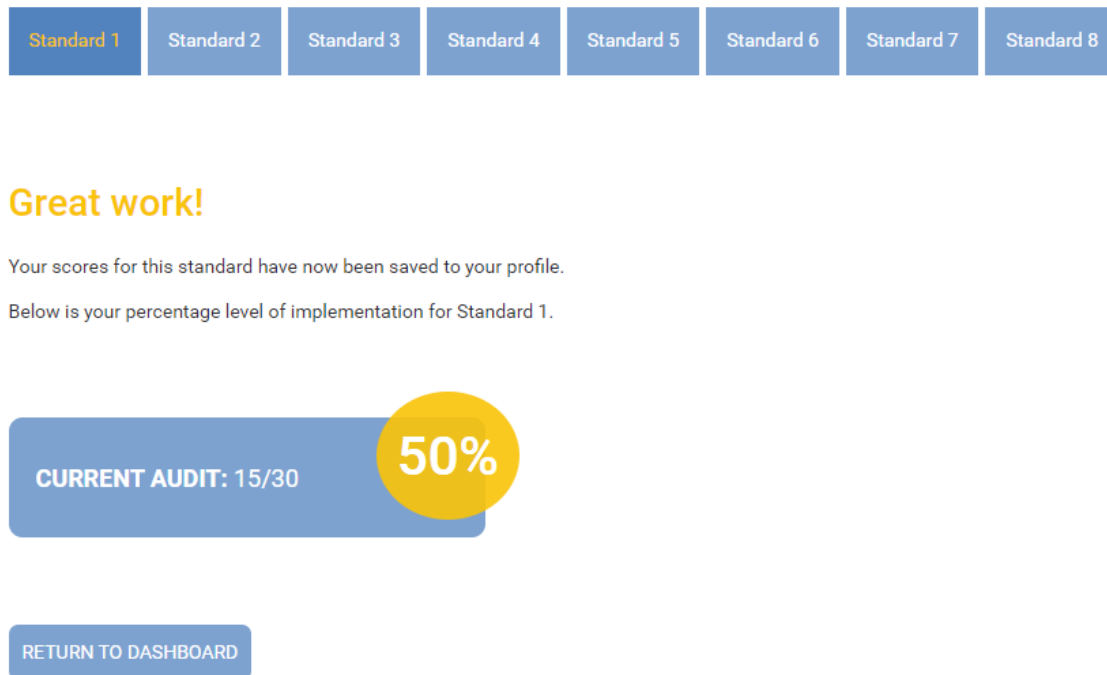 Standard 1 Standard 2 Standard 3 Standard 4 Standard 5 Standard 6 Standard 7 Standard 8
Great work!
Your scores for this standard have now been saved to your profile.
Below is your percentage level of implementation for Standard 1.
CURRENT AUDIT: 15/30 50%
RETURN TO DASHBOARD